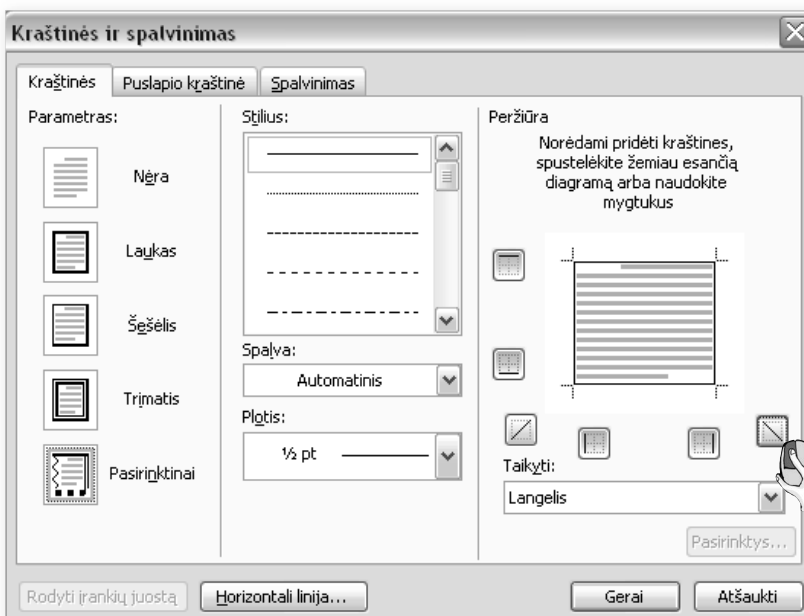 Kraštinės ir spalvinimas
Kraštinės
Puslapio kraštinė
Spalvinimas
Parametras:
Nėra
Laukas
Šešėlis
Trimatis
Pasirinktinai
Stilius:
Spalva:
Automatinis
Plotis:
½ pt
Peržiūra
Norėdami pridėti kraštines,
spustelėkite žemiau esančią
diagramą arba naudokite
mygtukus
Taikyti:
Langelis
Pasirinktys...
Rodyti įrankių juostą
Horizontali linija...
Gerai
Atšaukti